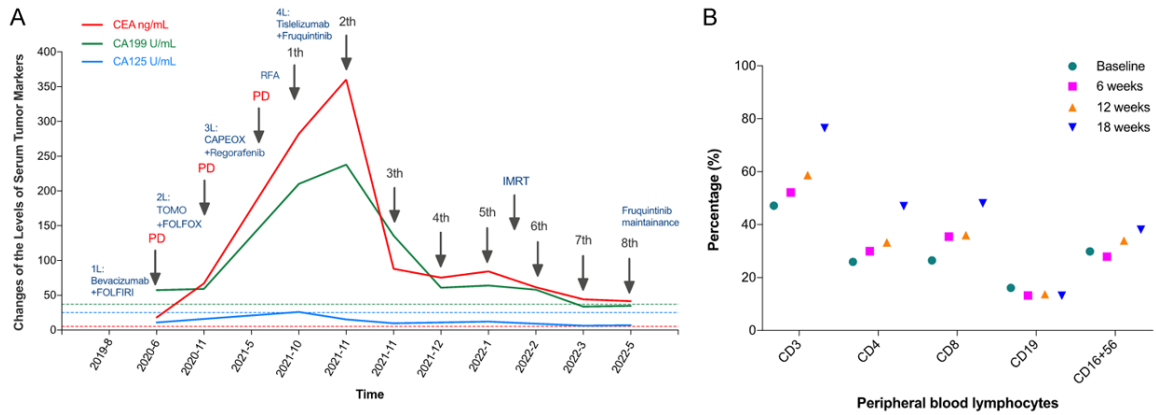 A
CEA ng/mL
CA199 U/mL
CA125 U/mL
Changes of the Levels of Serum Tumor Markers
400
350
300
250
200
150
100
50
0
1L:
Bevacizumab
+FOLFIRI
PD
2L:
TOMO
+FOLFOX
PD
3L:
CAPEOX
+Regorafenib
PD
RFA
4L:
Tislelizumab
+Fruquintinib
1th
2th
3th
4th
5th
IMRT
6th
7th
Fruquintinib
maintainance
8th
2019-8
2020-6
2020-11
2021-5
2021-10
2021-11
2021-11
2021-12
2022-1
2022-2
2022-3
2022-5
Time
B
Baseline
6 weeks
12 weeks
18 weeks
Percentage (%)
100
80
60
40
20
0
CD3
CD4
CD8
CD19
CD16+56
Peripheral blood lymphocytes